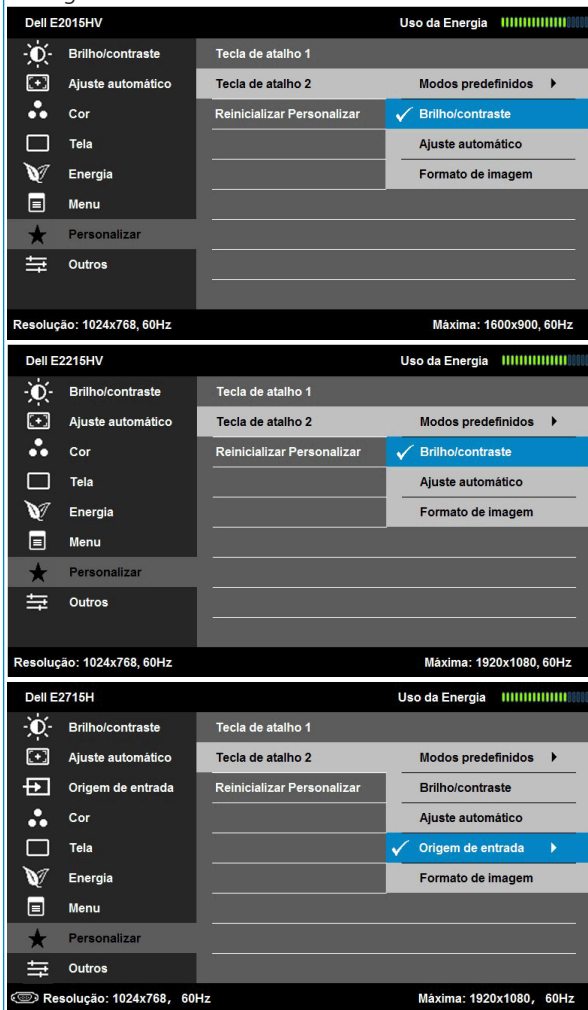 Dell E2015HV Uso da Energia
Brilho/contraste Tecla de atalho 1
Ajuste automático Tecla de atalho 2 Modos predefinidos
Cor Reinicializar Personalizar Brilho/contraste
Tela Ajuste automático
Energia Formato de imagem
Menu
Personalizar
Outros
Resolução: 1024x768, 60Hz Máxima: 1600x900, 60Hz
Dell E2215HV Uso da Energia
Brilho/contraste Tecla de atalho 1
Ajuste automático Tecla de atalho 2 Modos predefinidos
Cor Reinicializar Personalizar Brilho/contraste
Tela Ajuste automático
Energia Formato de imagem
Menu
Personalizar
Outros
Resolução: 1024x768, 60Hz Máxima: 1920x1080, 60Hz
Dell E2715H Uso da Energia
Brilho/contraste Tecla de atalho 1
Ajuste automático Tecla de atalho 2 Modos predefinidos
Origem de entrada Reinicializar Personalizar Brilho/contraste
Cor Ajuste automático
Tela Origem de entrada
Energia Formato de imagem
Menu
Personalizar
Outros
Resolução: 1024x768, 60Hz Máxima: 1920x1080, 60Hz